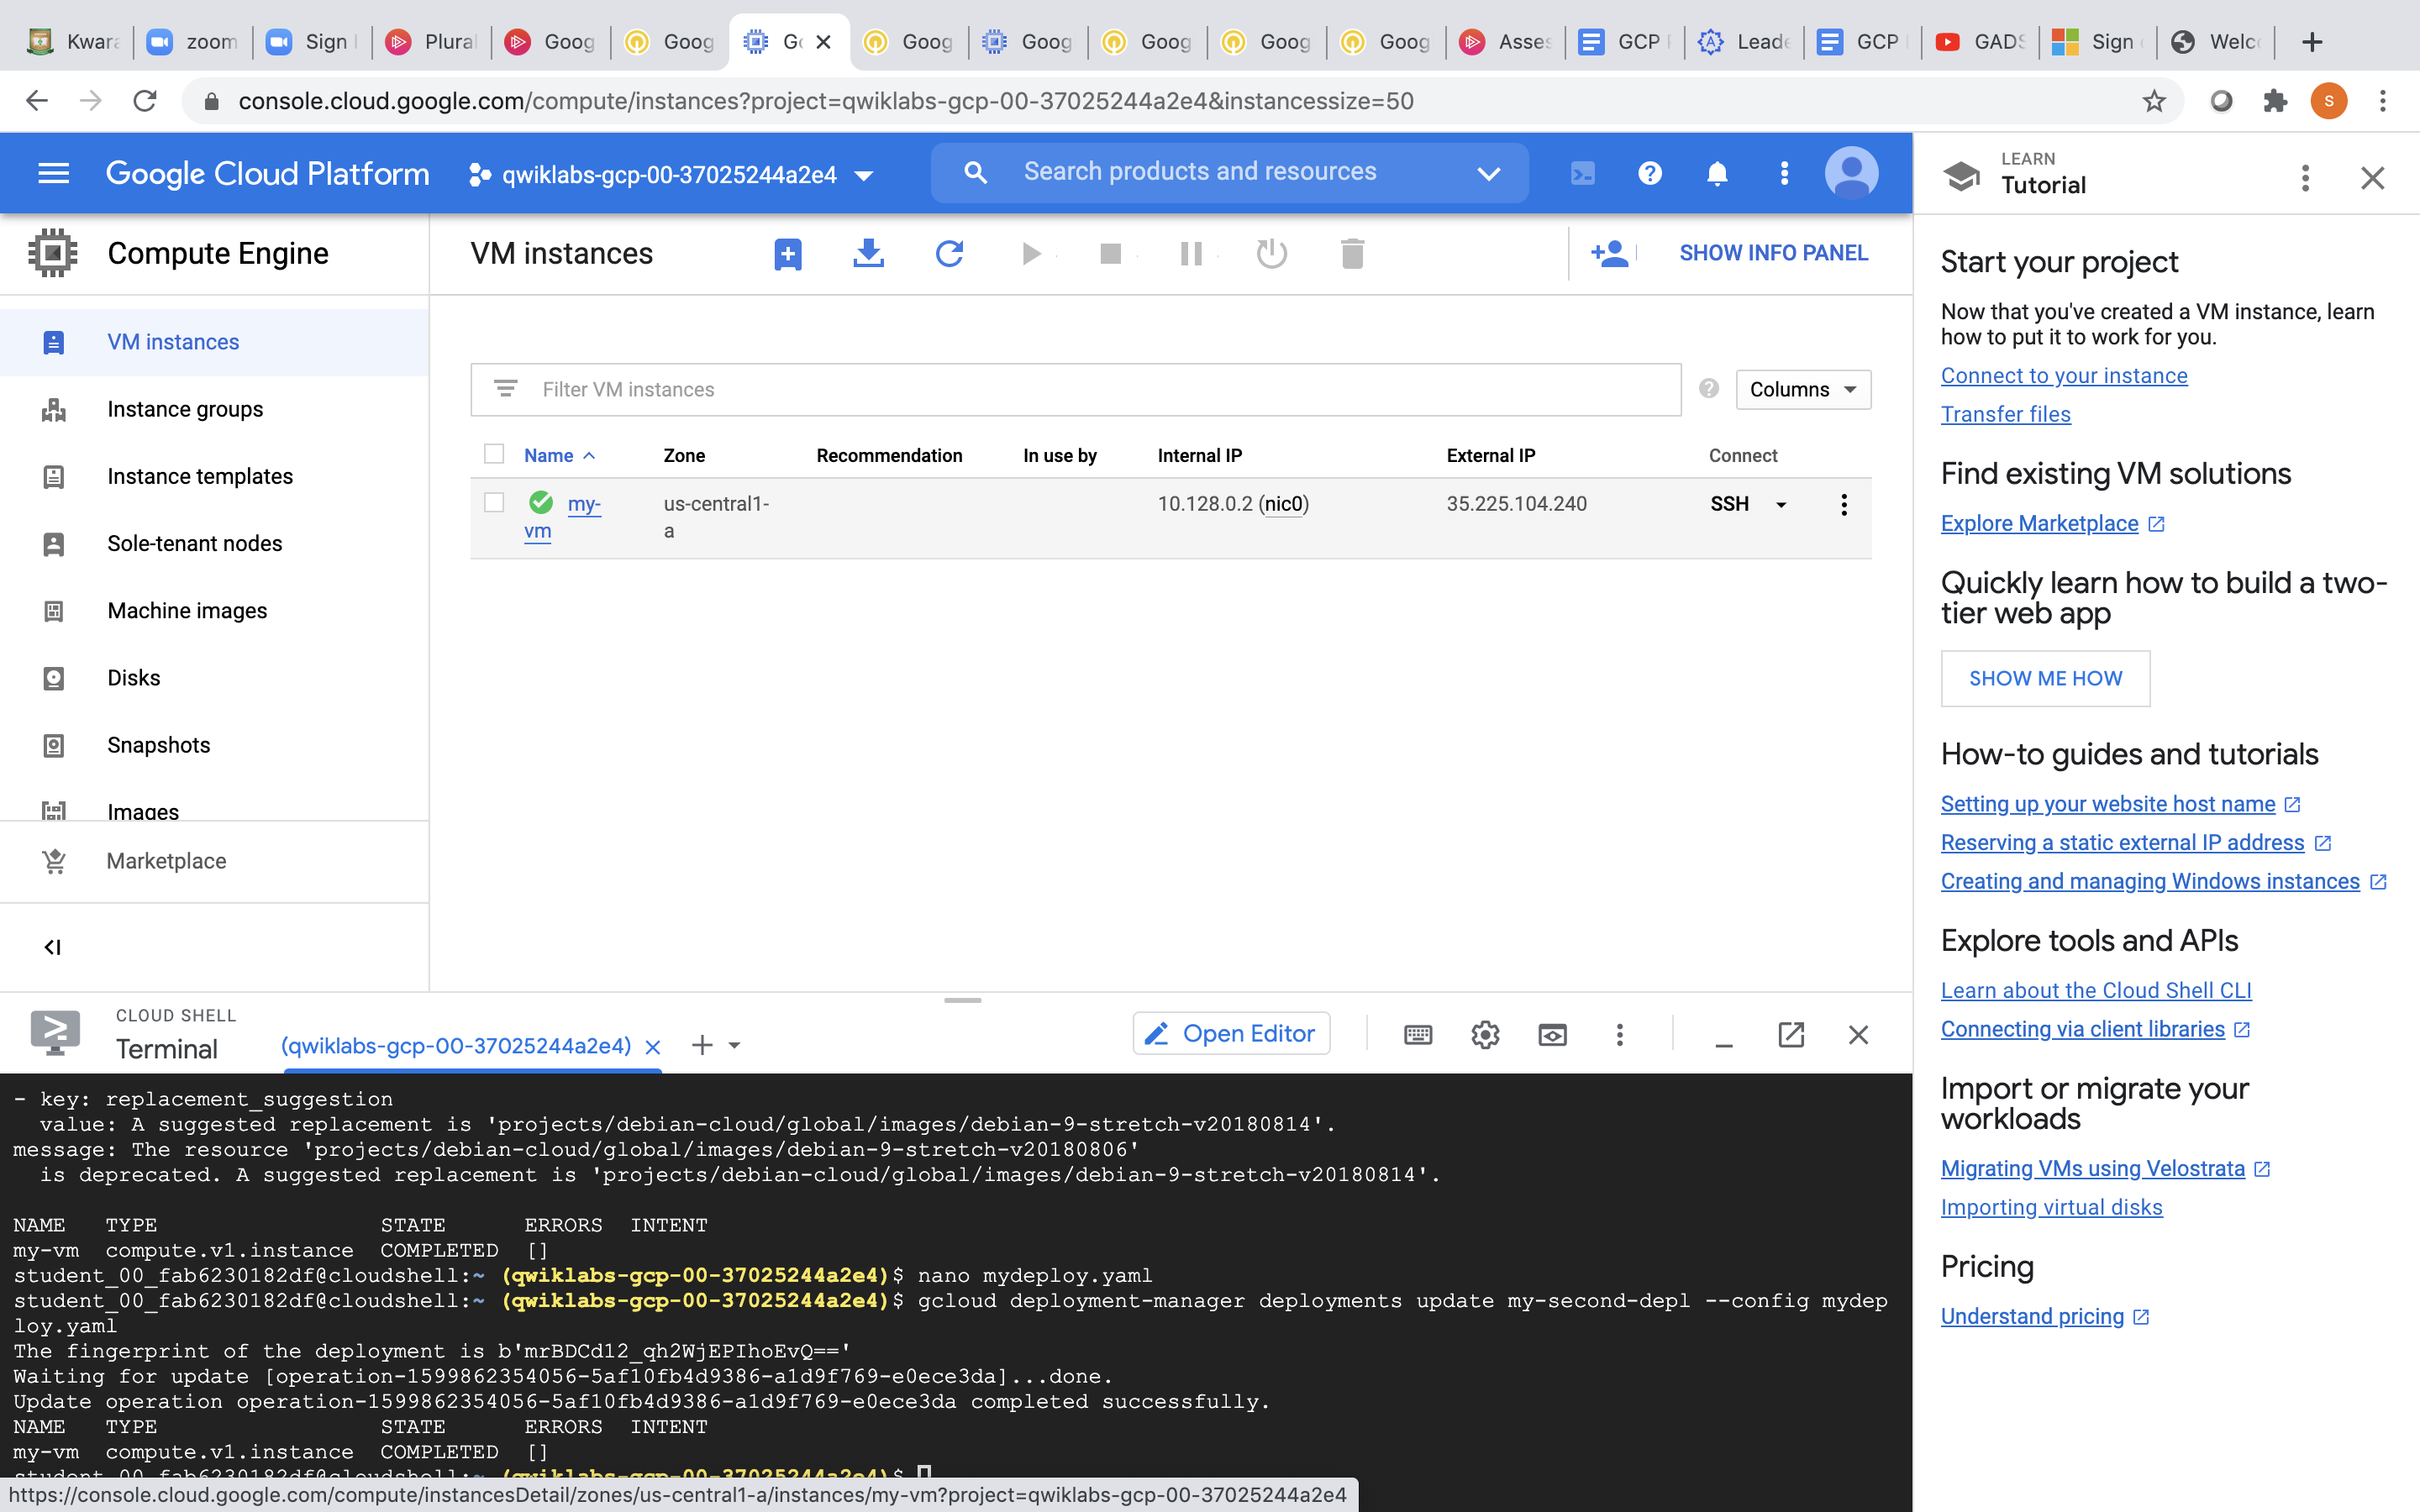 Kwara
zoom
Sign I
Plural
Goog
Goog
Go
Goog
Goog
Goog
Goog
Goog
Asses
GCP
Leade
GCP
GADS
Sign
Welco
console.cloud.google.com/compute/instances?project=qwiklabs-gcp-00-37025244a2e4&instancessize=50
S
Google Cloud Platform
qwiklabs-gcp-00-37025244a2e4
Search products and resources
LEARN
Tutorial
Compute Engine
VM instances
SHOW INFO PANEL
VM instances
Instance groups
Instance templates
Sole-tenant nodes
Machine images
Disks
Snapshots
Images
Marketplace
Filter VM instances
Columns
Name Zone Recommendation In use by Internal IP External IP Connect
my-vm us-central1-a 10.128.0.2 (nic0) 35.225.104.240 SSH
Start your project
Now that you've created a VM instance, learn
how to put it to work for you.
Connect to your instance
Transfer files
Find existing VM solutions
Explore Marketplace
Quickly learn how to build a two-
tier web app
SHOW ME HOW
How-to guides and tutorials
Setting up your website host name
Reserving a static external IP address
Creating and managing Windows instances
Explore tools and APIs
Learn about the Cloud Shell CLI
Connecting via client libraries
Import or migrate your
workloads
Migrating VMs using Velostrata
Importing virtual disks
Pricing
Understand pricing
CLOUD SHELL
Terminal
(qwiklabs-gcp-00-37025244a2e4)
Open Editor
- key: replacement_suggestion
value: A suggested replacement is 'projects/debian-cloud/global/images/debian-9-stretch-v20180814'.
message: The resource 'projects/debian-cloud/global/images/debian-9-stretch-v20180806'
is deprecated. A suggested replacement is 'projects/debian-cloud/global/images/debian-9-stretch-v20180814'.
NAME TYPE STATE ERRORS INTENT
my-vm compute.v1.instance COMPLETED []
student_00_fab6230182df@cloudshell:~ (qwiklabs-gcp-00-37025244a2e4)$ nano mydeploy.yaml
student_00_fab6230182df@cloudshell:~ (qwiklabs-gcp-00-37025244a2e4)$ gcloud deployment-manager deployments update my-second-depl --config mydep
loy.yaml
The fingerprint of the deployment is b'mrBDCd12_qh2WjEPIhoEvQ=='
Waiting for update [operation-1599862354056-5af10fb4d9386-a1d9f769-e0ece3da]...done.
Update operation operation-1599862354056-5af10fb4d9386-a1d9f769-e0ece3da completed successfully.
NAME TYPE STATE ERRORS INTENT
my-vm compute.v1.instance COMPLETED []
student_00_fab6230182df@cloudshell:~ (qwiklabs-gcp-00-37025244a2e4)$
https://console.cloud.google.com/compute/instancesDetail/zones/us-central1-a/instances/my-vm?project=qwiklabs-gcp-00-37025244a2e4